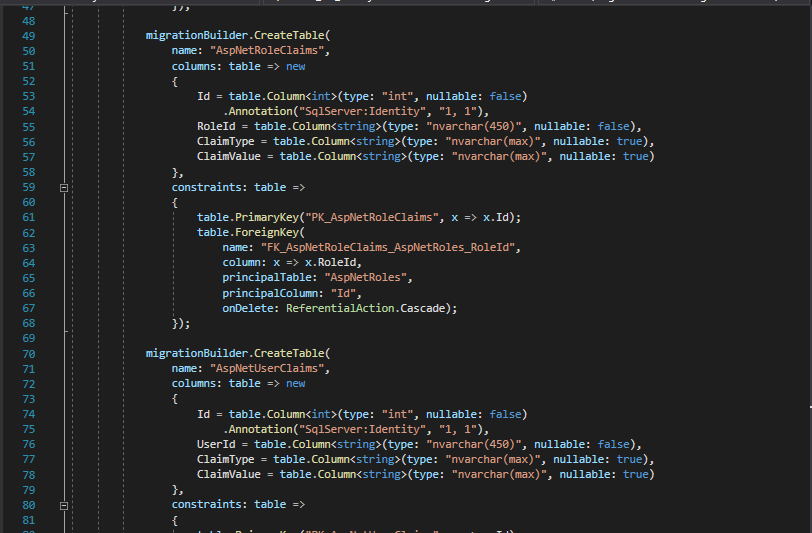 47 });
48
49 migrationBuilder.CreateTable(
50 name: "AspNetRoleClaims",
51 columns: table => new
52 {
53 Id = table.Column<int>(type: "int", nullable: false)
54 .Annotation("SqlServer:Identity", "1, 1"),
55 RoleId = table.Column<string>(type: "nvarchar(450)", nullable: false),
56 ClaimType = table.Column<string>(type: "nvarchar(max)", nullable: true),
57 ClaimValue = table.Column<string>(type: "nvarchar(max)", nullable: true)
58 },
59 constraints: table =>
60 {
61 table.PrimaryKey("PK_AspNetRoleClaims", x => x.Id);
62 table.ForeignKey(
63 name: "FK_AspNetRoleClaims_AspNetRoles_RoleId",
64 column: x => x.RoleId,
65 principalTable: "AspNetRoles",
66 principalColumn: "Id",
67 onDelete: ReferentialAction.Cascade);
68 });
69
70 migrationBuilder.CreateTable(
71 name: "AspNetUserClaims",
72 columns: table => new
73 {
74 Id = table.Column<int>(type: "int", nullable: false)
75 .Annotation("SqlServer:Identity", "1, 1"),
76 UserId = table.Column<string>(type: "nvarchar(450)", nullable: false),
77 ClaimType = table.Column<string>(type: "nvarchar(max)", nullable: true),
78 ClaimValue = table.Column<string>(type: "nvarchar(max)", nullable: true)
79 },
80 constraints: table =>
81 {